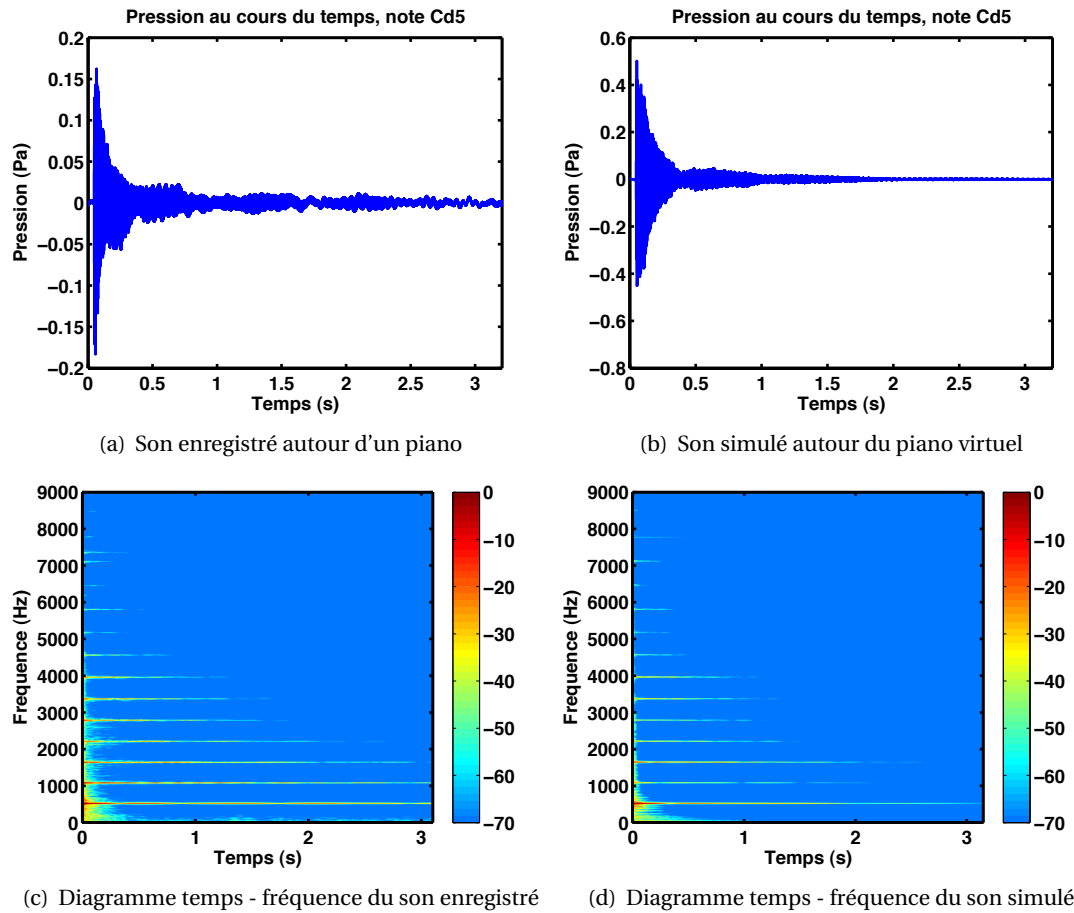 Pression au cours du temps, note Cd5
0.2
0.15
0.1
0.05
0
−0.05
−0.1
−0.15
−0.2
Pression (Pa)
0 0.5 1 1.5 2 2.5 3
Temps (s)
(a) Son enregistré autour d'un piano
Pression au cours du temps, note Cd5
0.6
0.4
0.2
0
−0.2
−0.4
−0.6
−0.8
Pression (Pa)
0 0.5 1 1.5 2 2.5 3
Temps (s)
(b) Son simulé autour du piano virtuel
9000
8000
7000
6000
5000
4000
3000
2000
1000
0
Frequence (Hz)
0 1 2 3
Temps (s)
0
−10
−20
−30
−40
−50
−60
−70
(c) Diagramme temps - fréquence du son enregistré
9000
8000
7000
6000
5000
4000
3000
2000
1000
0
Frequence (Hz)
0 1 2 3
Temps (s)
0
−10
−20
−30
−40
−50
−60
−70
(d) Diagramme temps - fréquence du son simulé